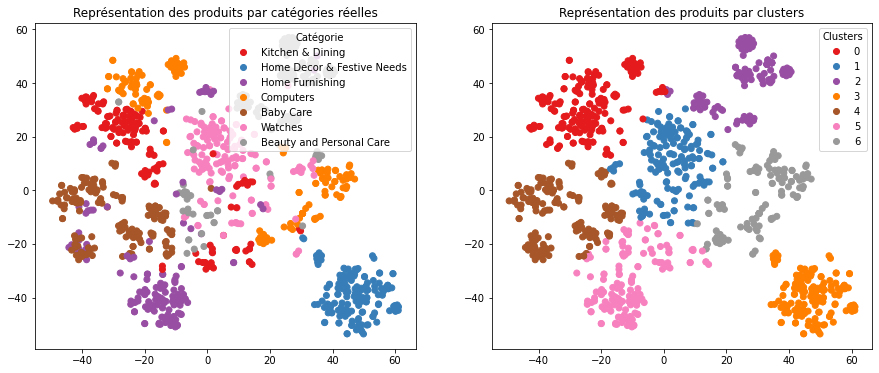 Représentation des produits par catégories réelles
Catégorie
Kitchen & Dining
Home Decor & Festive Needs
Home Furnishing
Computers
Baby Care
Watches
Beauty and Personal Care
60
40
20
0
−20
−40
−40
−20
0
20
40
60
Représentation des produits par clusters
Clusters
0
1
2
3
4
5
6
60
40
20
0
−20
−40
−40
−20
0
20
40
60